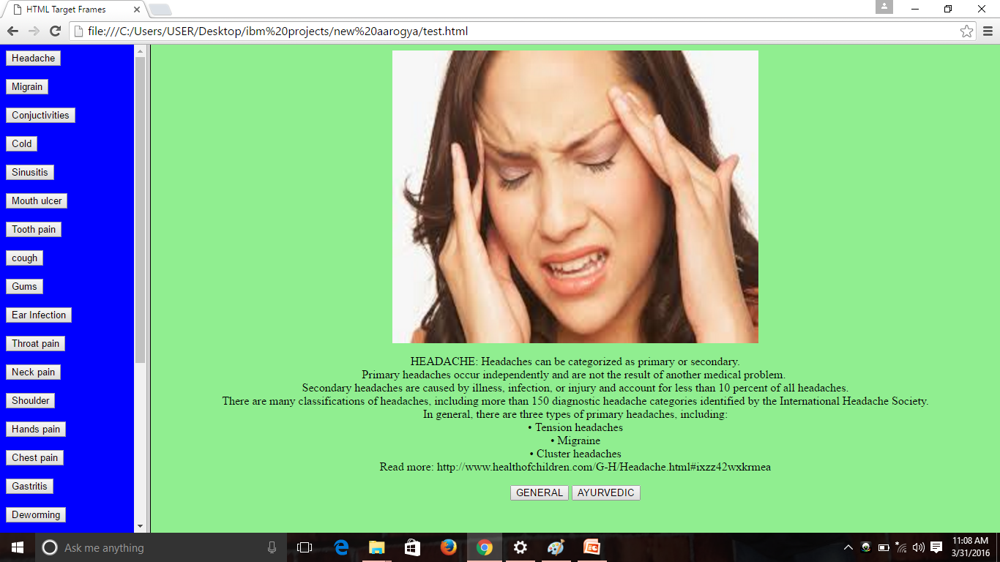 HTML Target Frames
file:///C:/Users/USER/Desktop/ibm%20projects/new%20aarogya/test.html
Headache
Migrain
Conjuctivities
Cold
Sinusitis
Mouth ulcer
Tooth pain
cough
Gums
Ear Infection
Throat pain
Neck pain
Shoulder
Hands pain
Chest pain
Gastritis
Deworming
HEADACHE: Headaches can be categorized as primary or secondary.
Primary headaches occur independently and are not the result of another medical problem.
Secondary headaches are caused by illness, infection, or injury and account for less than 10 percent of all headaches.
There are many classifications of headaches, including more than 150 diagnostic headache categories identified by the International Headache Society.
In general, there are three types of primary headaches, including:
• Tension headaches
• Migraine
• Cluster headaches
Read more: http://www.healthofchildren.com/G-H/Headache.html#ixzz42wxkrmea
GENERAL AYURVEDIC
Ask me anything
11:08 AM
3/31/2016